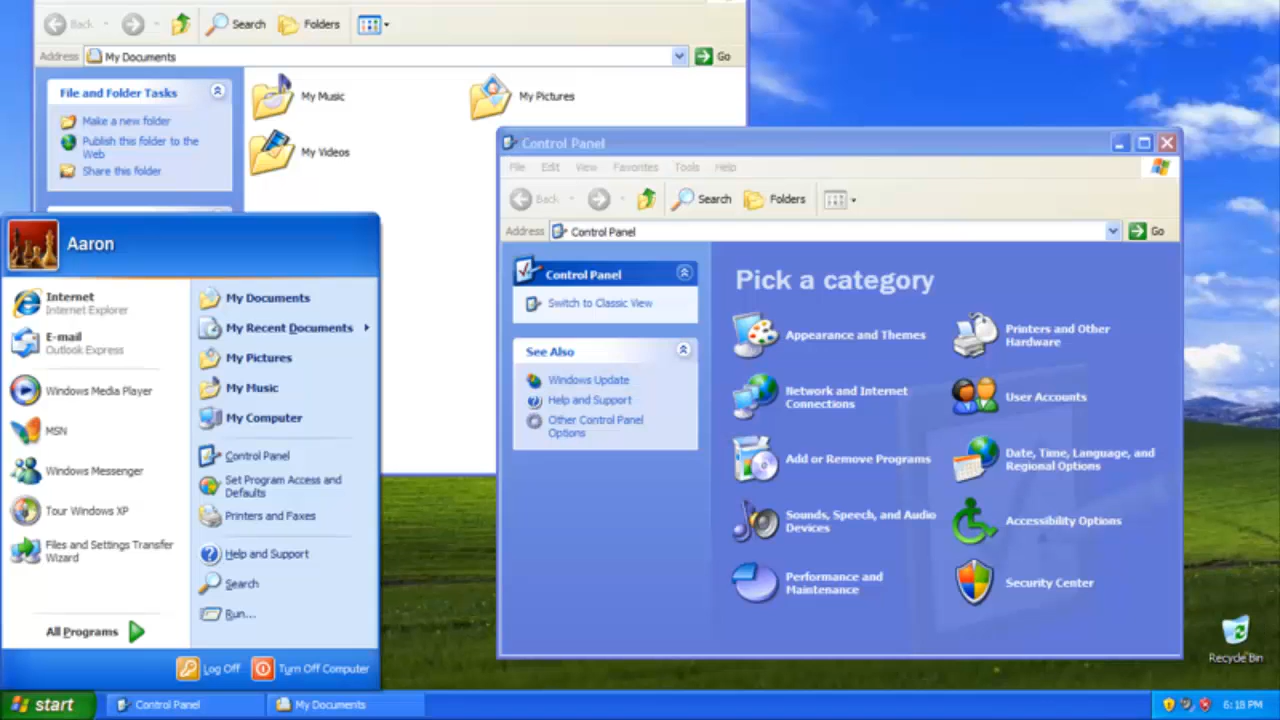 Back
Search
Folders
Address
My Documents
Go
File and Folder Tasks
Make a new folder
Publish this folder to the
Web
Share this folder
My Music
My Pictures
My Videos
Control Panel
File Edit View Favorites Tools Help
Back
Search
Folders
Address
Control Panel
Go
Control Panel
Switch to Classic View
See Also
Windows Update
Help and Support
Other Control Panel
Options
Pick a category
Appearance and Themes
Printers and Other
Hardware
Network and Internet
Connections
User Accounts
Add or Remove Programs
Date, Time, Language, and
Regional Options
Sounds, Speech, and Audio
Devices
Accessibility Options
Performance and
Maintenance
Security Center
Aaron
Internet
Internet Explorer
E-mail
Outlook Express
Windows Media Player
MSN
Windows Messenger
Tour Windows XP
Files and Settings Transfer
Wizard
All Programs
My Documents
My Recent Documents
My Pictures
My Music
My Computer
Control Panel
Set Program Access and
Defaults
Printers and Faxes
Help and Support
Search
Run...
Log Off
Turn Off Computer
Recycle Bin
start
Control Panel
My Documents
6:18 PM